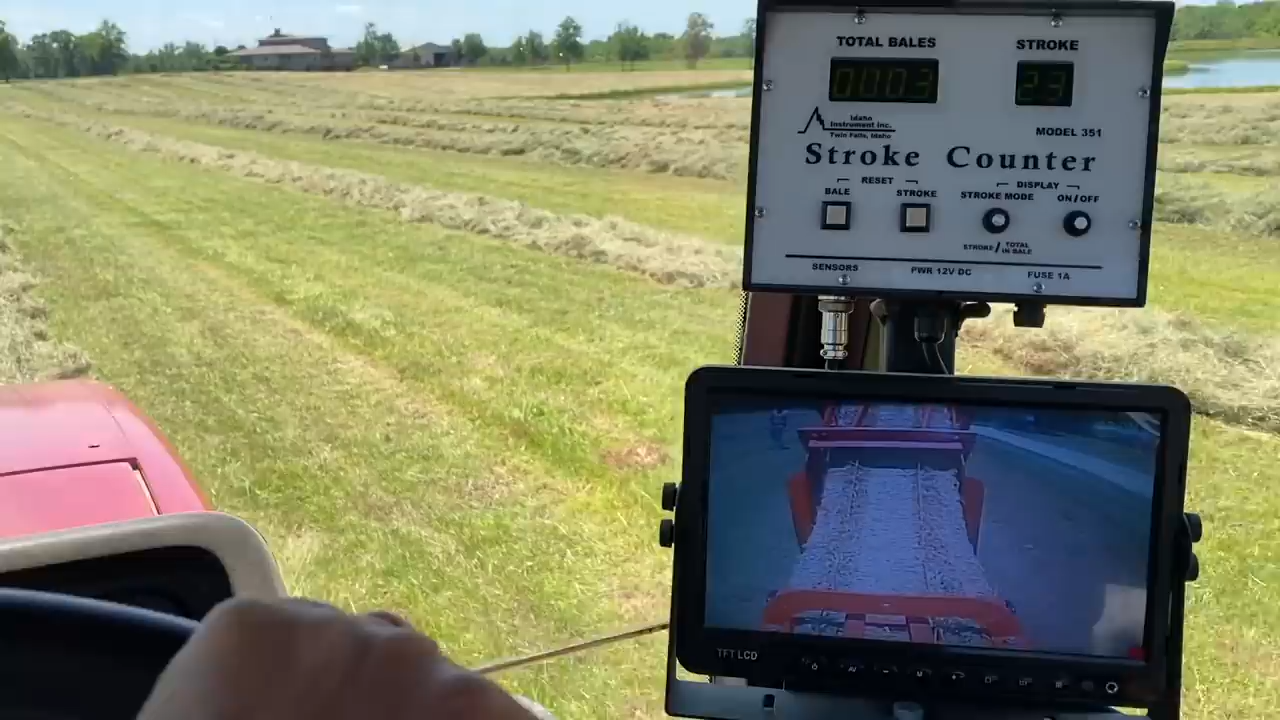 TOTAL BALES STROKE
0003 23
Idaho
Instrument Inc.
Twin Falls, Idaho
MODEL 351
Stroke Counter
RESET
DISPLAY
BALE STROKE STROKE MODE ON/OFF
STROKE / TOTAL IN BALE
SENSORS PWR 12V DC FUSE 1A
TFT LCD